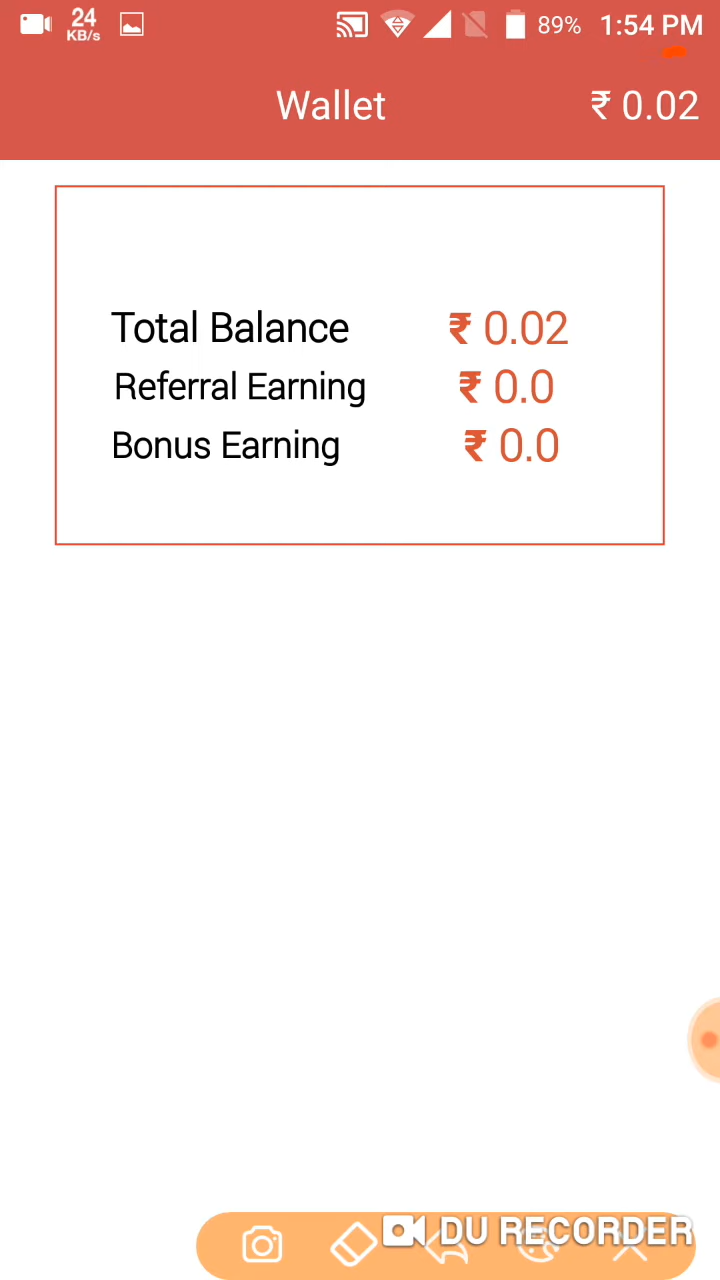 24
KB/s
89% 1:54 PM
Wallet ₹ 0.02
Total Balance ₹ 0.02
Referral Earning ₹ 0.0
Bonus Earning ₹ 0.0
DU RECORDER